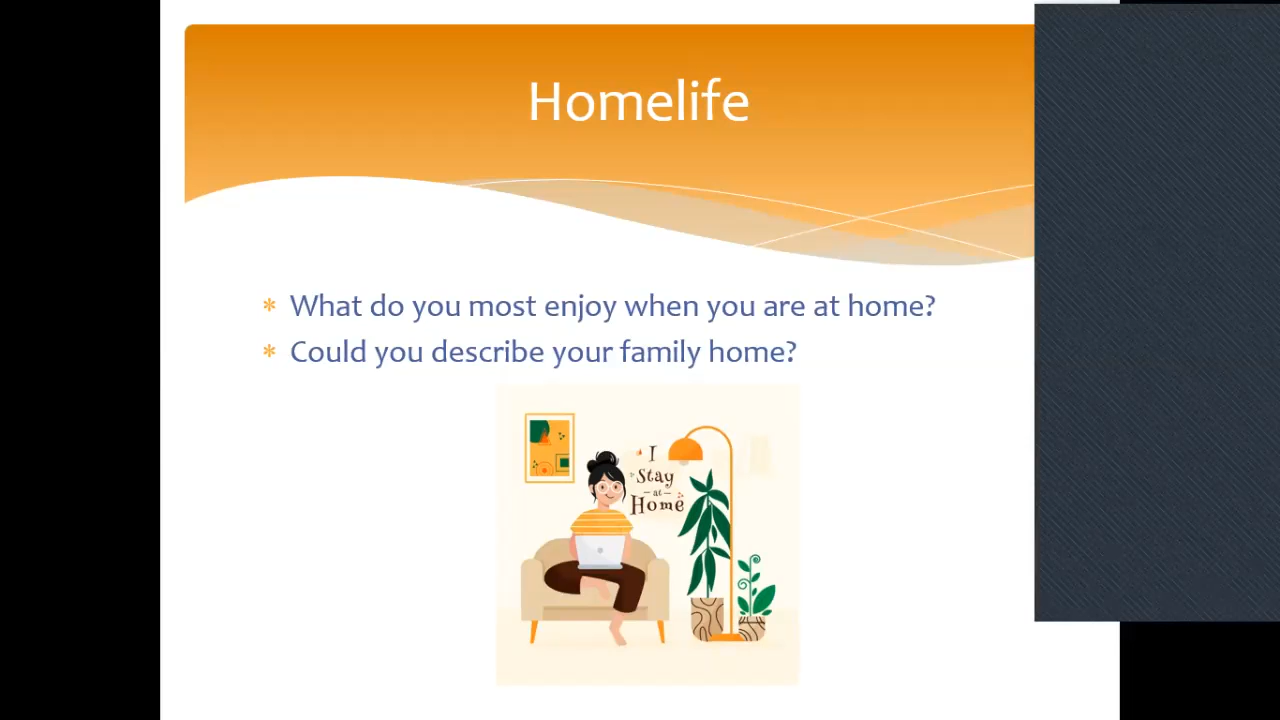 Homelife
* What do you most enjoy when you are at home?
* Could you describe your family home?
I
Stay
-at-
Home